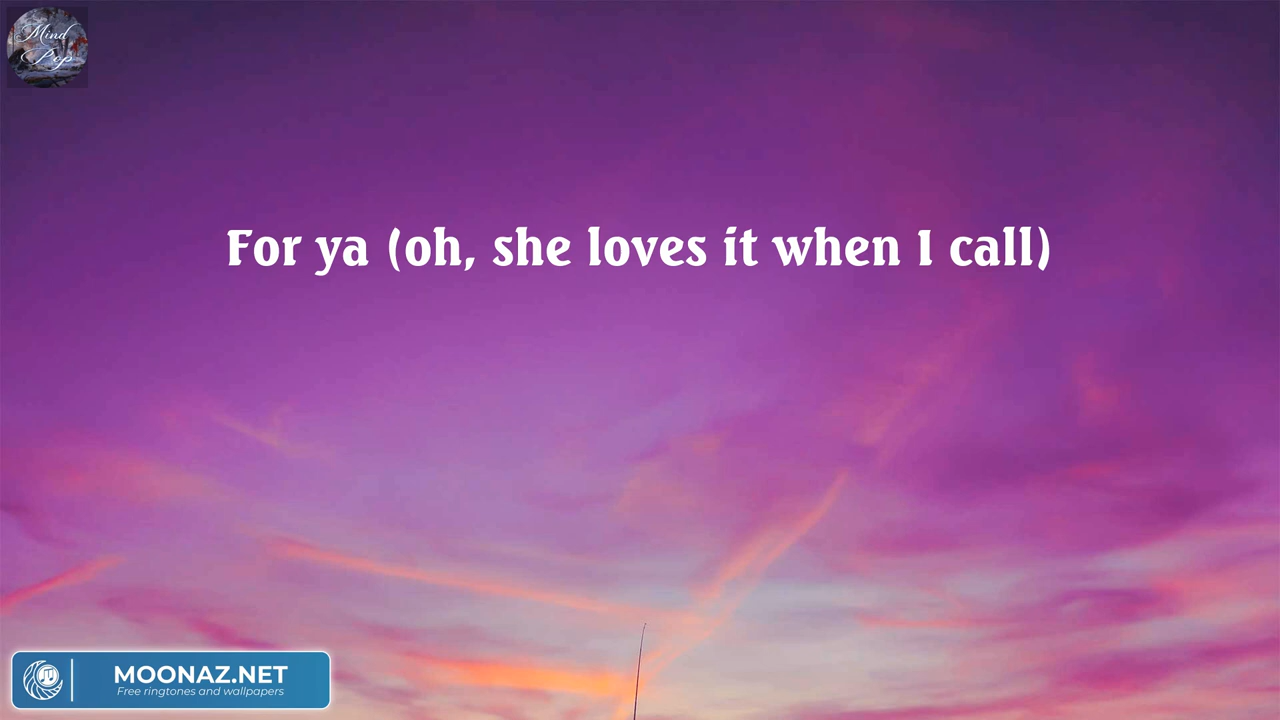 Mind
Pop
For ya (oh, she loves it when I call)
MOONAZ.NET
Free ringtones and wallpapers